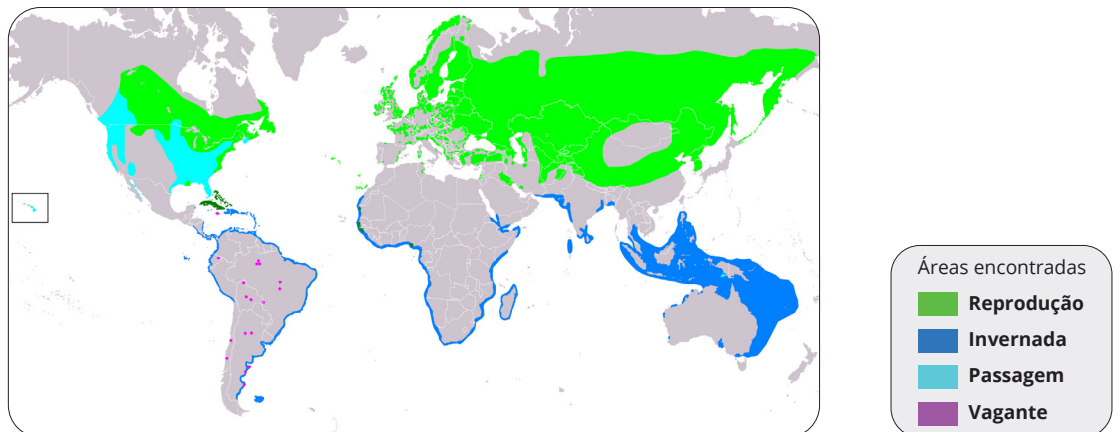 Áreas encontradas
Reprodução
Invernada
Passagem
Vagante